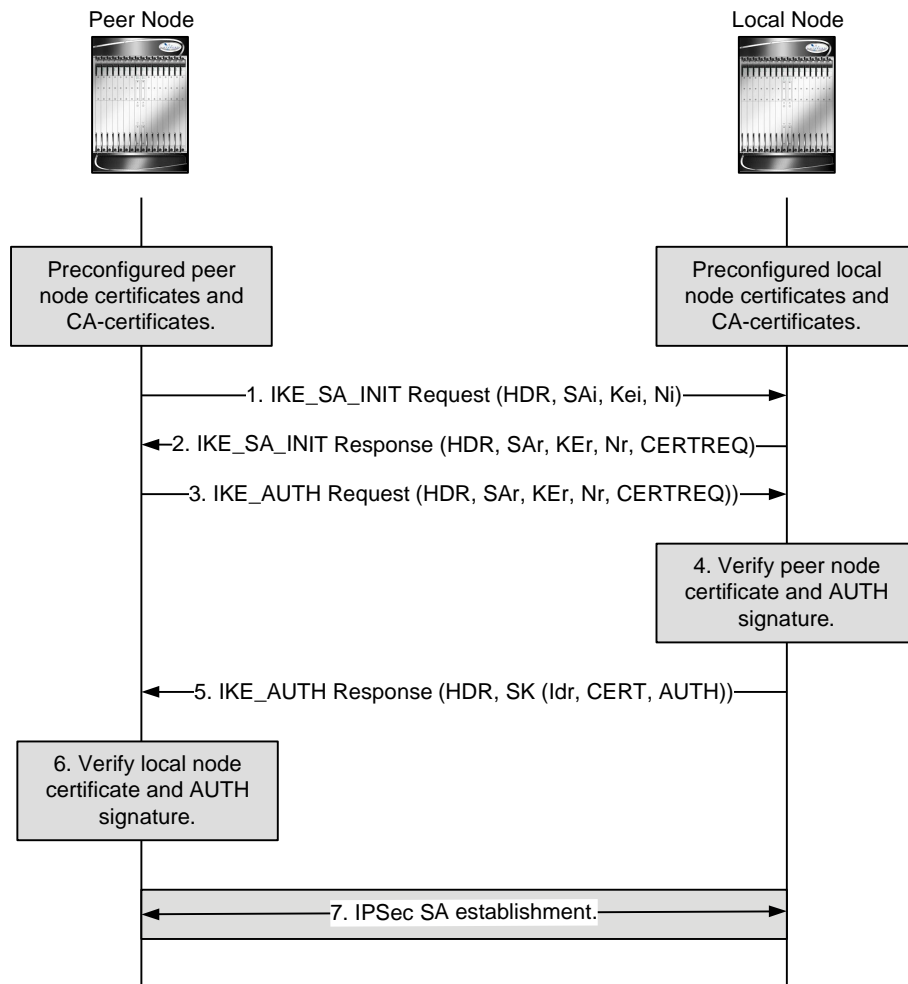 Peer Node
Local Node
Preconfigured peer
node certificates and
CA-certificates.
Preconfigured local
node certificates and
CA-certificates.
1. IKE_SA_INIT Request (HDR, SAi, Kei, Ni)
2. IKE_SA_INIT Response (HDR, SAr, KEr, Nr, CERTREQ)
3. IKE_AUTH Request (HDR, SAr, KEr, Nr, CERTREQ))
4. Verify peer node
certificate and AUTH
signature.
5. IKE_AUTH Response (HDR, SK (Idr, CERT, AUTH))
6. Verify local node
certificate and AUTH
signature.
7. IPSec SA establishment.